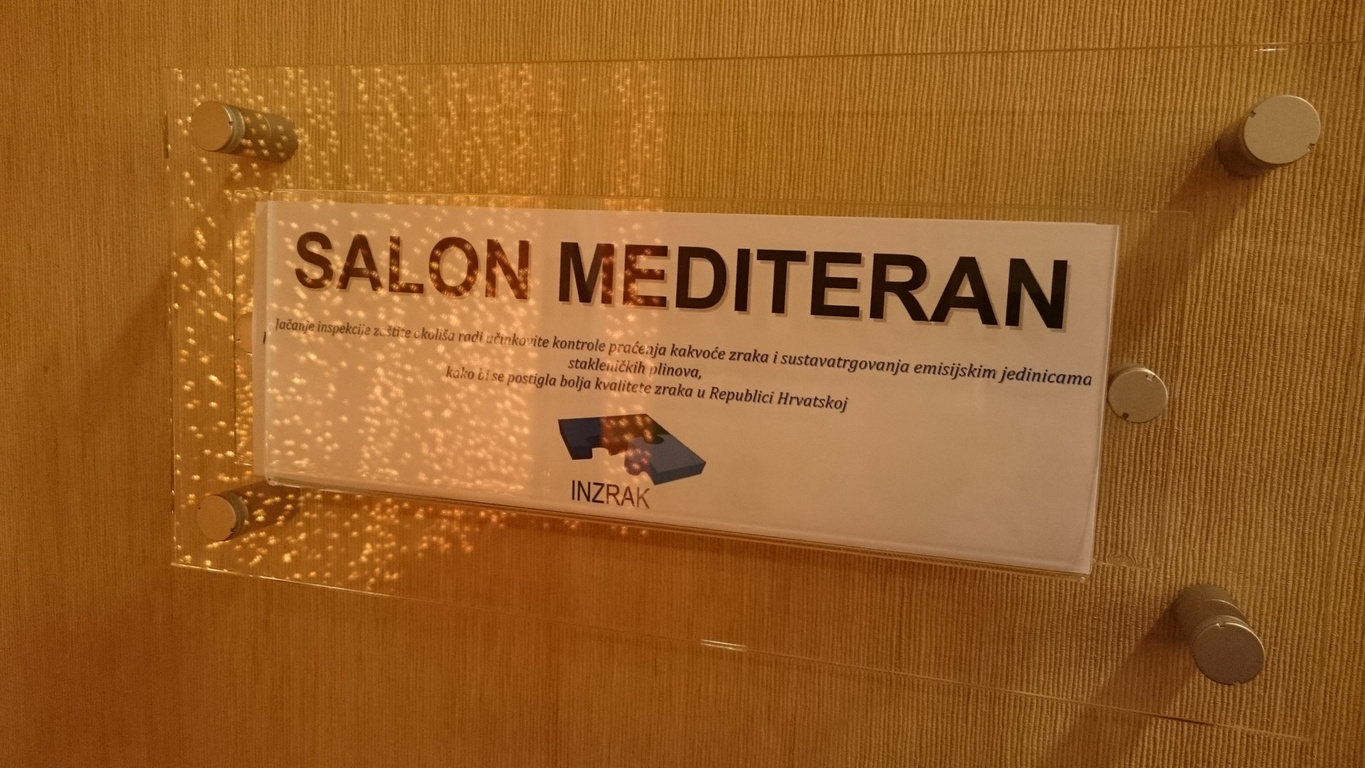 SALON MEDITERAN
Jačanje inspekcije zaštite okoliša radi učinkovite kontrole praćenja kakvoće zraka i sustavatrgovanja emisijskim jedinicama
stakleničkih plinova,
kako bi se postigla bolja kvalitete zraka u Republici Hrvatskoj
INZRAK